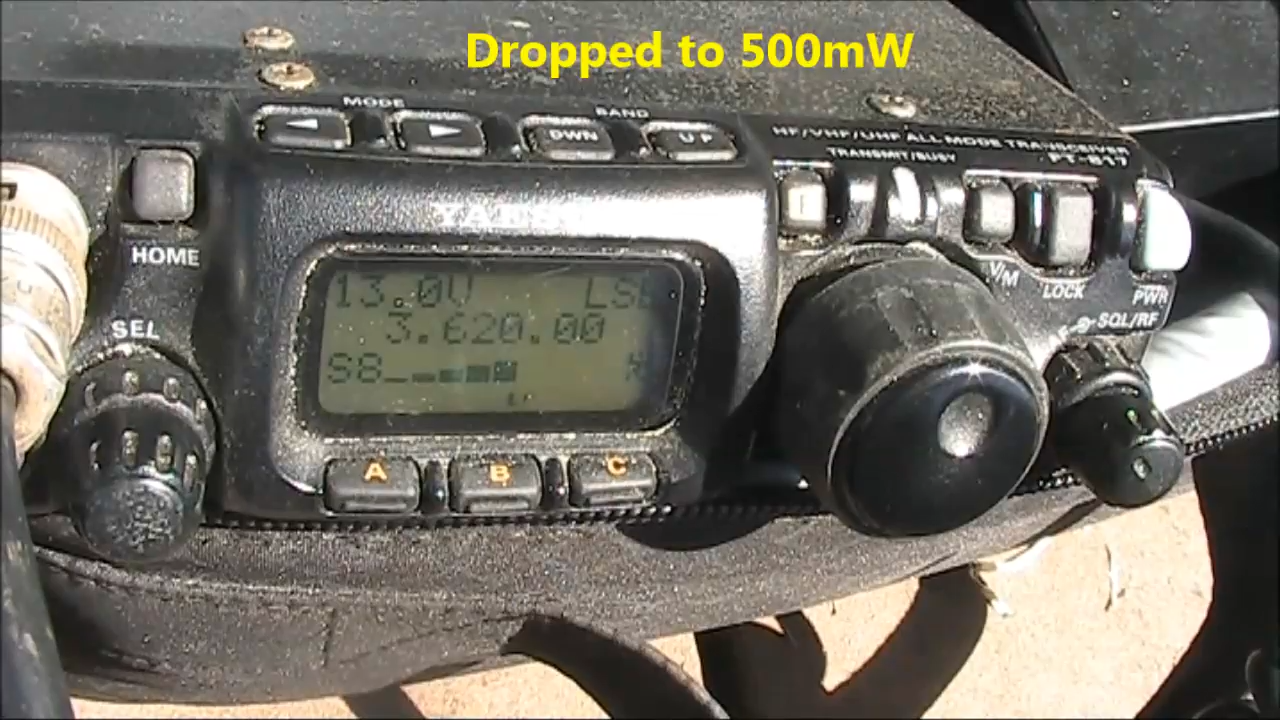 Dropped to 500mW
MODE
BAND
DWN
UP
HF/VHF/UHF ALL MODE TRANSCEIVER
FT-817
TRANSMIT/BUSY
HOME
V/M
LOCK
PWR
SQL/RF
SEL
13.0V
3.620.00
S8
A
B
C